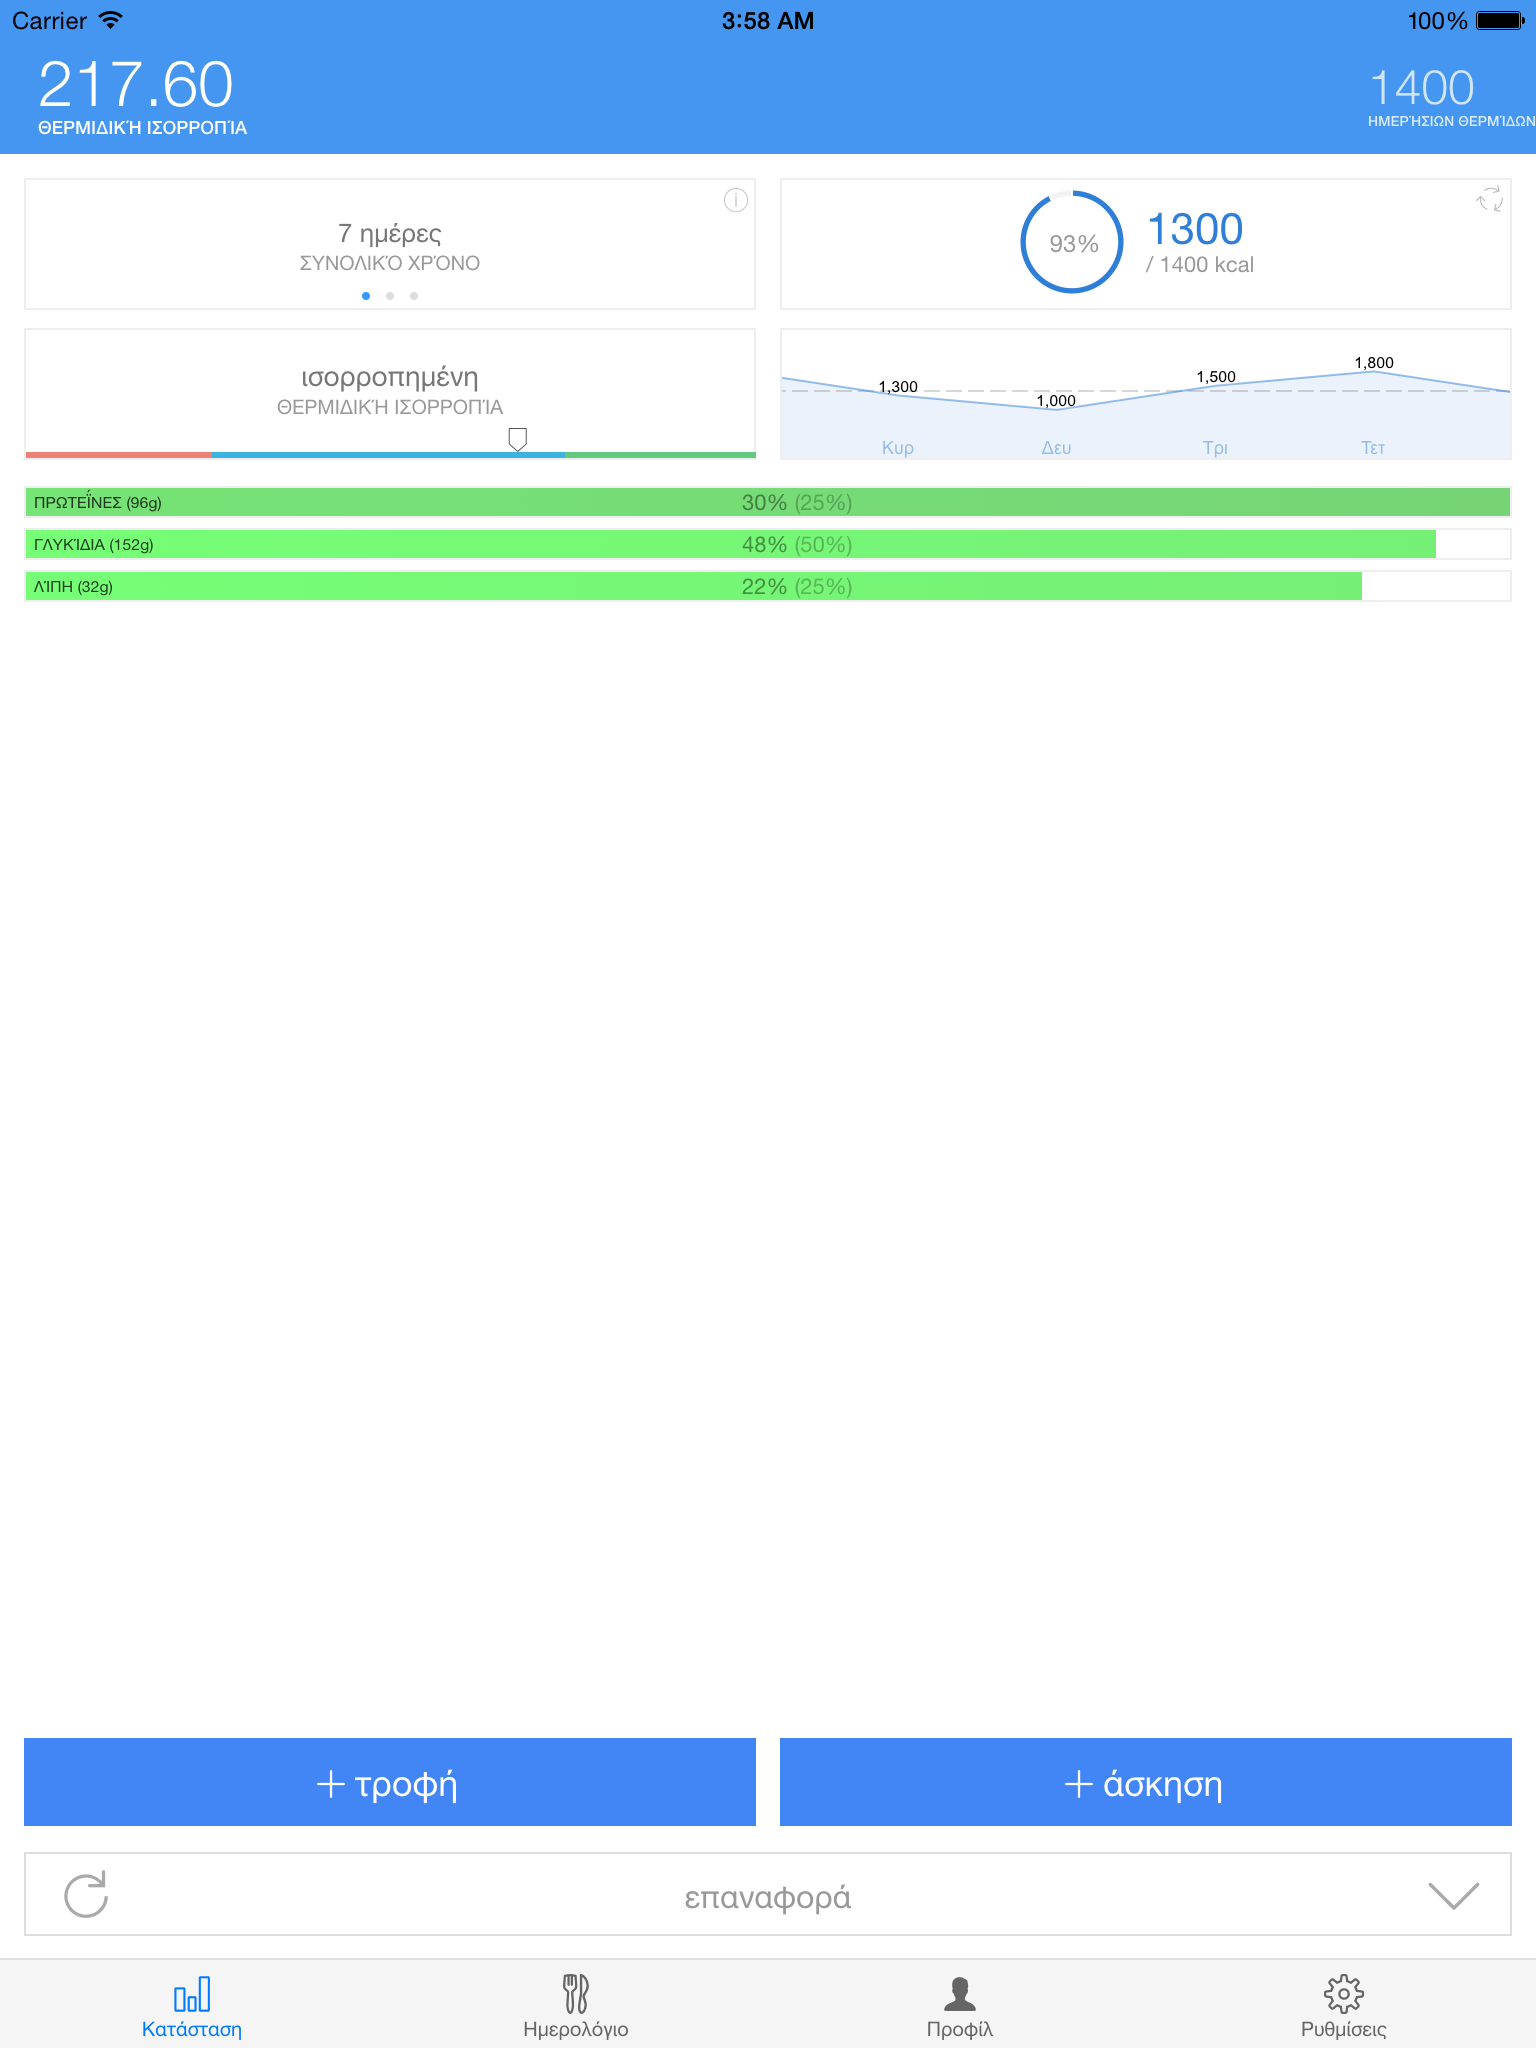 Carrier
3:58 AM
100%
217.60
ΘΕΡΜΙΔΙΚΉ ΙΣΟΡΡΟΠΊΑ
1400
ΗΜΕΡΉΣΙΩΝ ΘΕΡΜΊΔΩΝ
7 ημέρες
ΣΥΝΟΛΙΚΌ ΧΡΌΝΟ
93%
1300
/ 1400 kcal
ισορροπημένη
ΘΕΡΜΙΔΙΚΉ ΙΣΟΡΡΟΠΊΑ
1,300
1,000
1,500
1,800
Κυρ
Δευ
Τρι
Τετ
ΠΡΩΤΕΪ́ΝΕΣ (96g)
30% (25%)
ΓΛΥΚΊΔΙΑ (152g)
48% (50%)
ΛΊΠΗ (32g)
22% (25%)
+ τροφή
+ άσκηση
επαναφορά
Κατάσταση
Ημερολόγιο
Προφίλ
Ρυθμίσεις